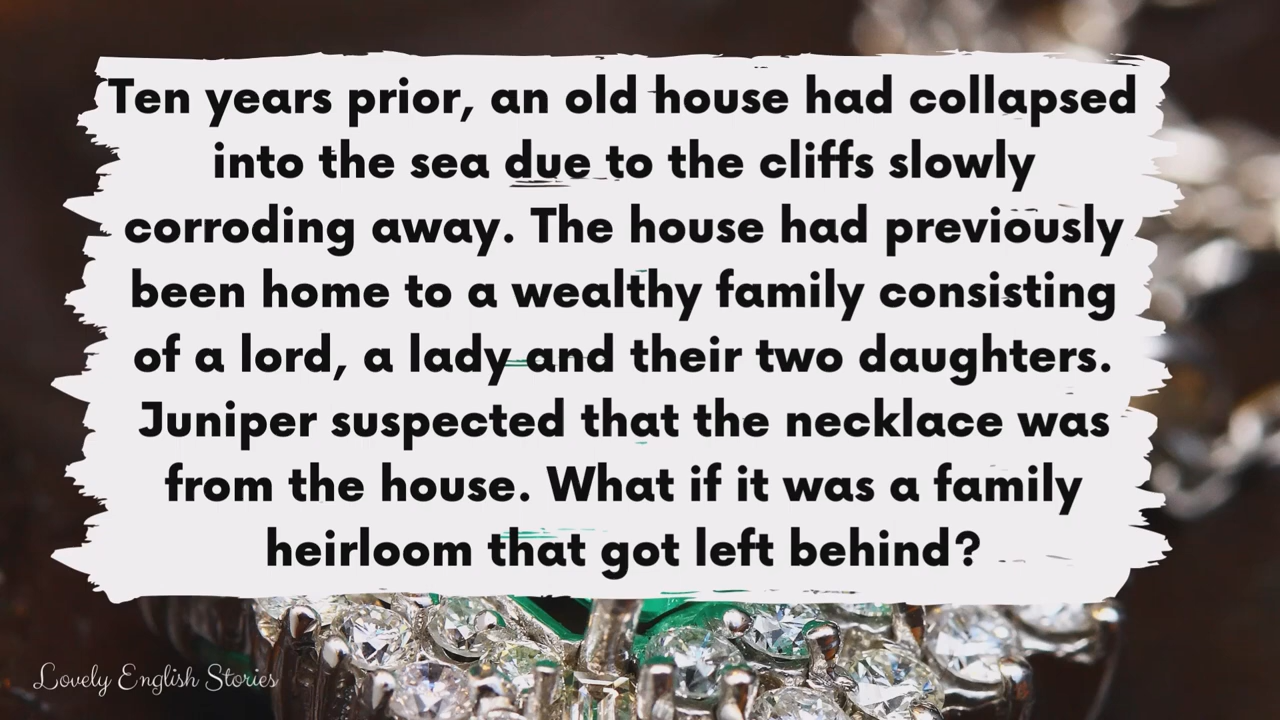 Ten years prior, an old house had collapsed
into the sea due to the cliffs slowly
corroding away. The house had previously
been home to a wealthy family consisting
of a lord, a lady and their two daughters.
Juniper suspected that the necklace was
from the house. What if it was a family
heirloom that got left behind?
Lovely English Stories